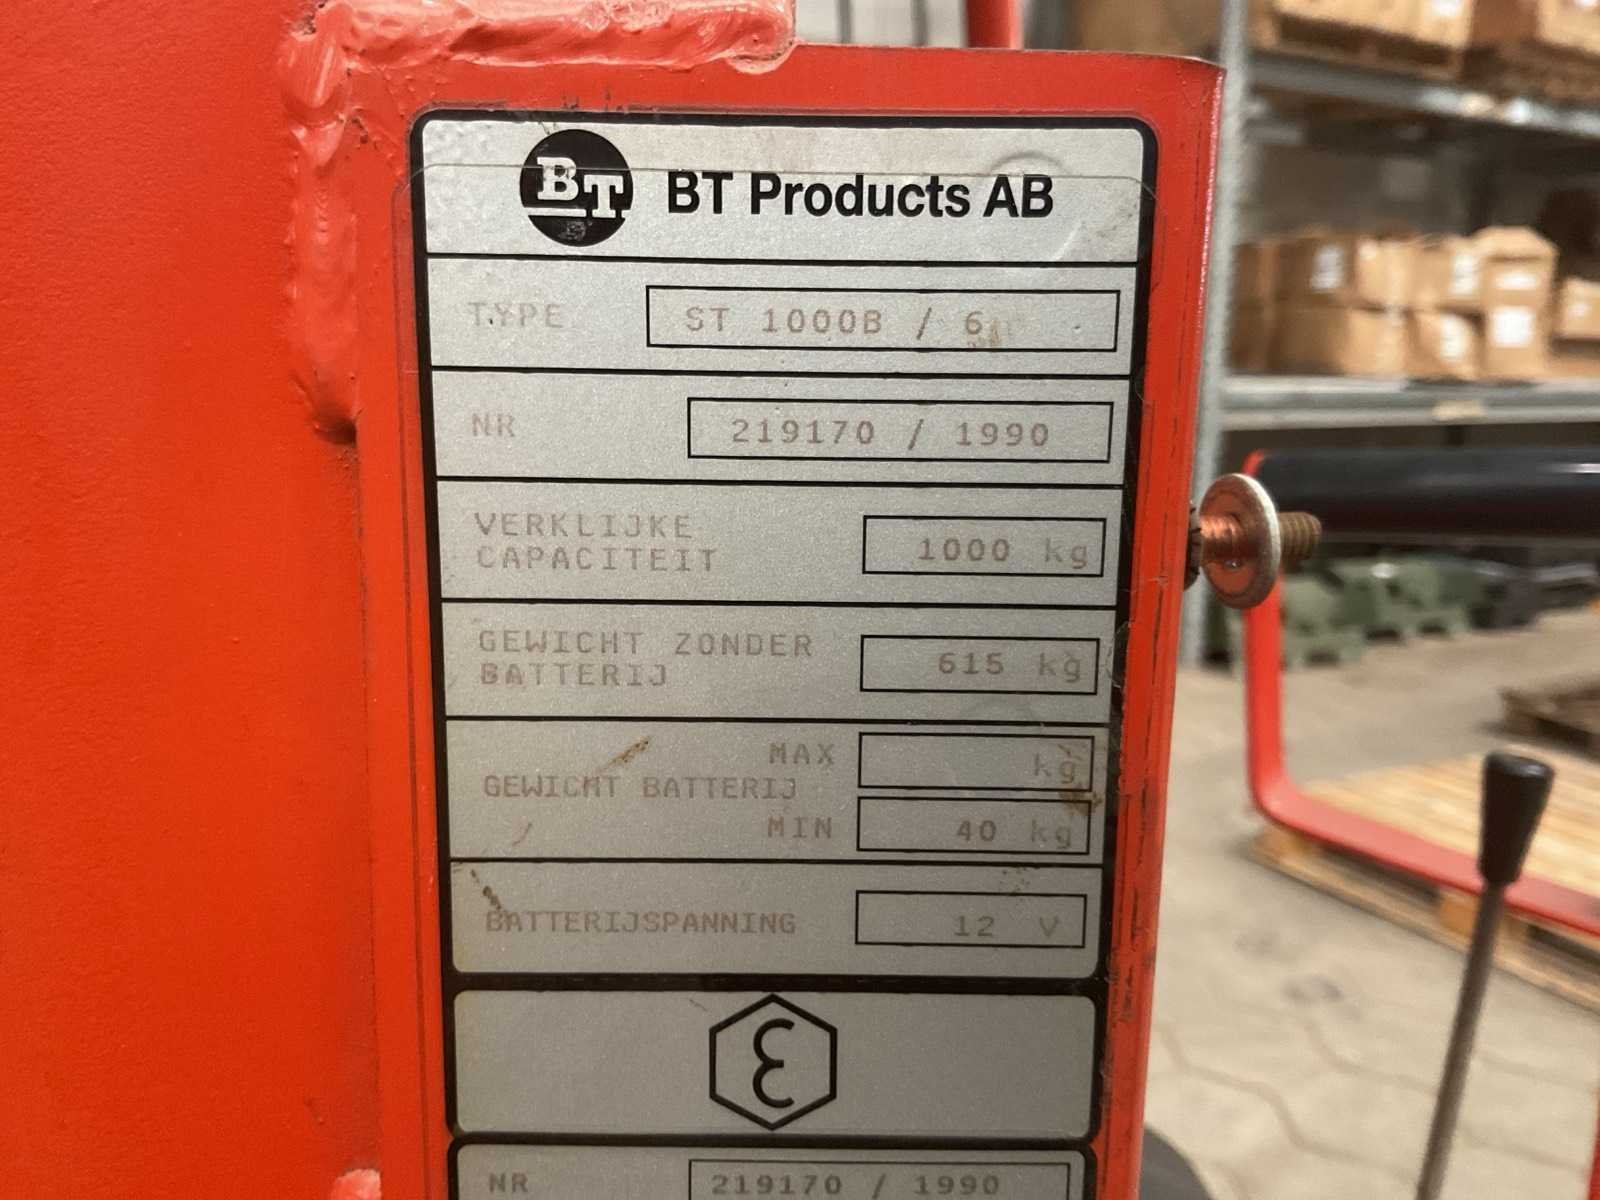 BT BT Products AB
TYPE ST 1000B / 6
NR 219170 / 1990
VERKLIJKE
CAPACITEIT 1000 kg
GEWICHT ZONDER
BATTERIJ 615 kg
MAX kg
GEWICHT BATTERIJ
MIN 40 kg
BATTERIJSPANNING 12 V
NR 219170 / 1990